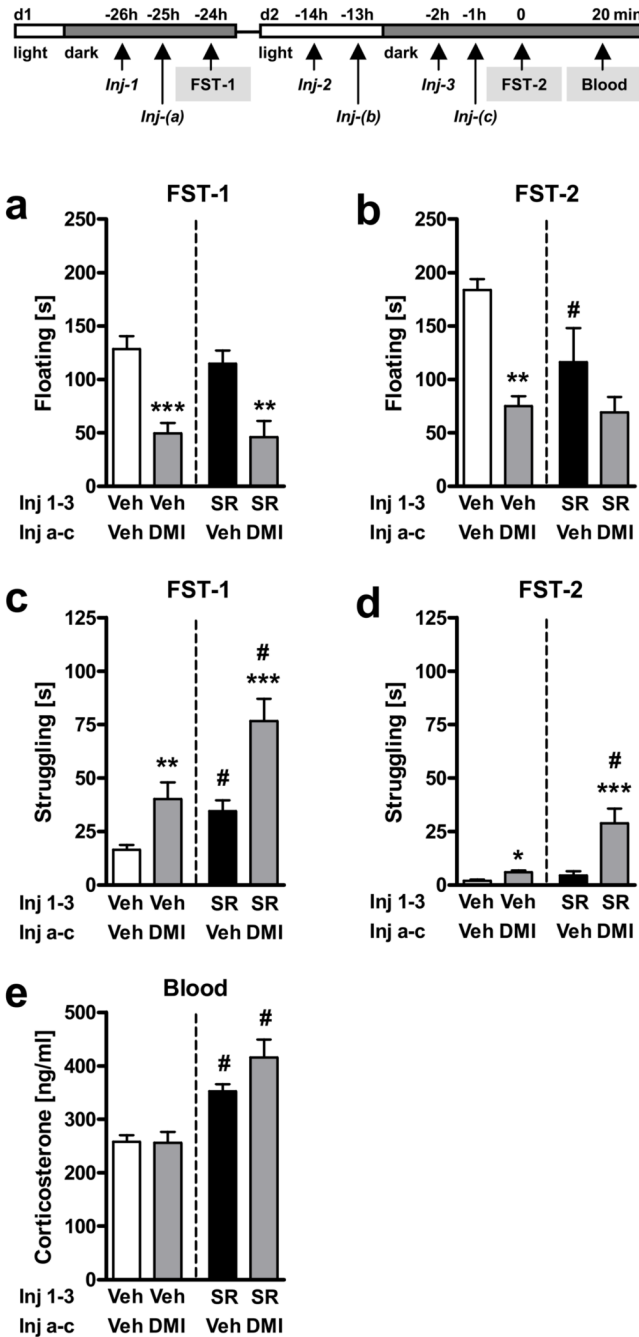 d1 -26h -25h -24h d2 -14h -13h -2h -1h 0 20 min
light dark light dark
Inj-1 FST-1 Inj-2 Inj-3 FST-2 Blood
Inj-(a) Inj-(b) Inj-(c)
a FST-1
250
200
150
100
50
0
Floating [s]
***
**
Inj 1-3 Veh Veh SR SR
Inj a-c Veh DMI Veh DMI
b FST-2
250
200
150
100
50
0
Floating [s]
**
#
Inj 1-3 Veh Veh SR SR
Inj a-c Veh DMI Veh DMI
c FST-1
125
100
75
50
25
0
Struggling [s]
**
#
#
***
Inj 1-3 Veh Veh SR SR
Inj a-c Veh DMI Veh DMI
d FST-2
125
100
75
50
25
0
Struggling [s]
*
#
***
Inj 1-3 Veh Veh SR SR
Inj a-c Veh DMI Veh DMI
e Blood
500
400
300
200
100
0
Corticosterone [ng/ml]
#
#
Inj 1-3 Veh Veh SR SR
Inj a-c Veh DMI Veh DMI